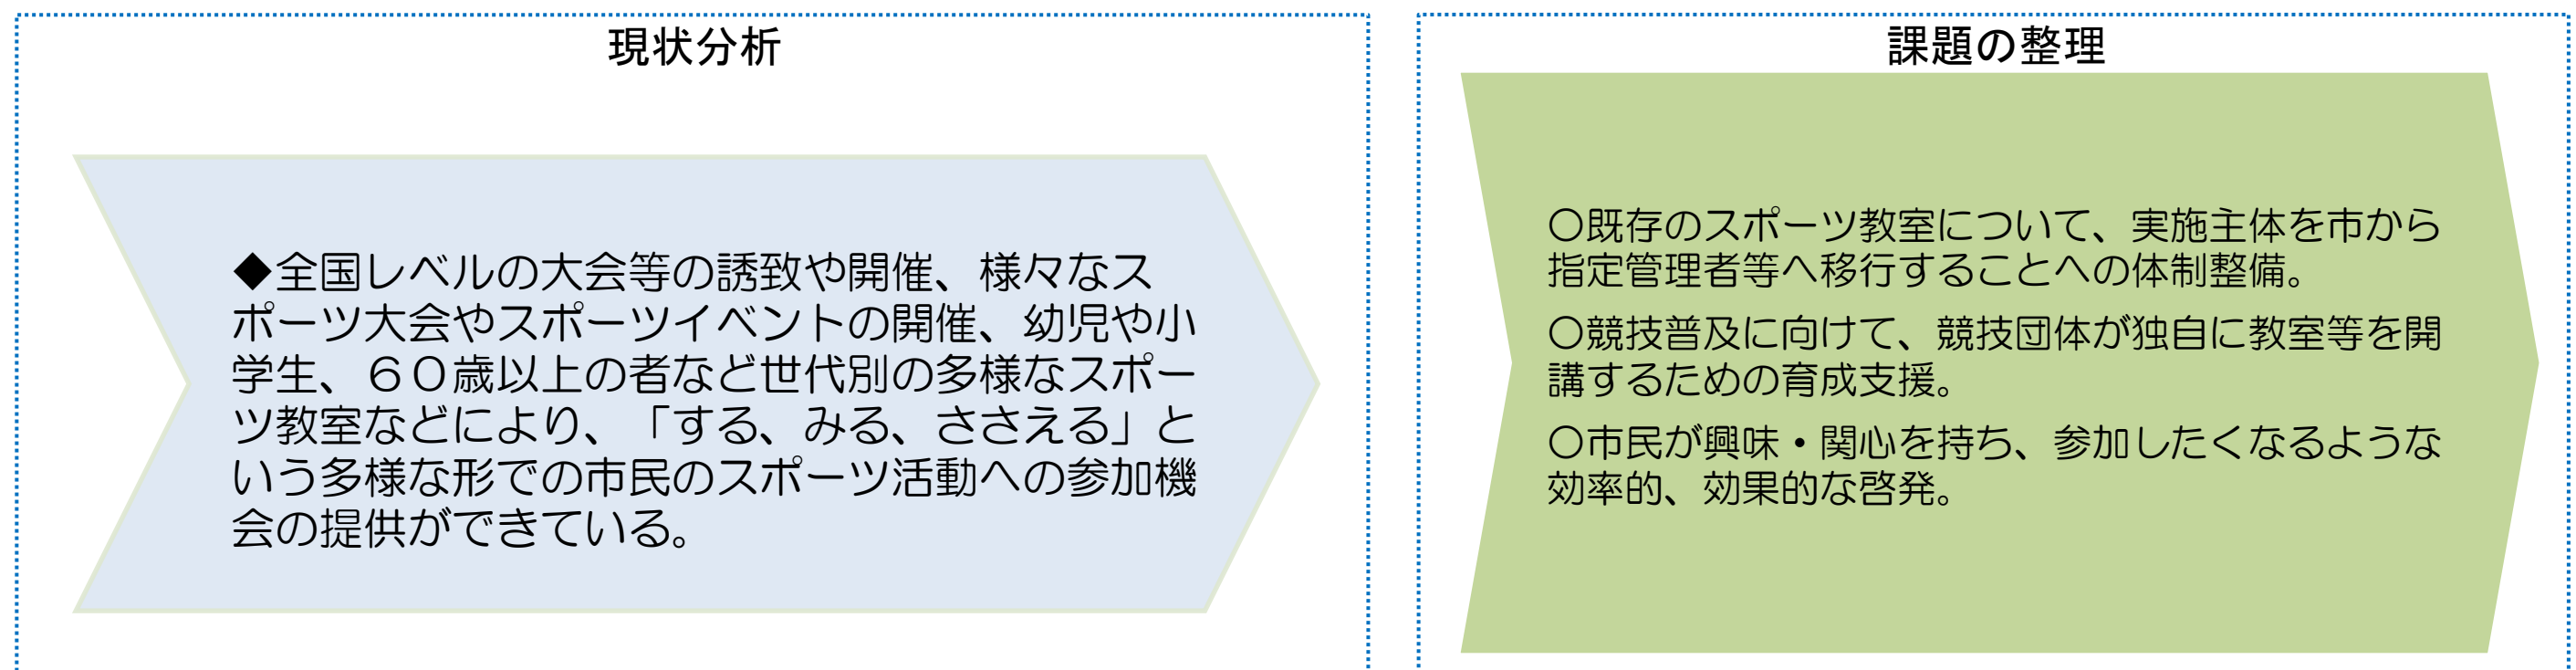 現状分析
◆全国レベルの大会等の誘致や開催、様々なス
ポーツ大会やスポーツイベントの開催、幼児や小
学生、６０歳以上の者など世代別の多様なスポー
ツ教室などにより、「する、みる、ささえる」と
いう多様な形での市民のスポーツ活動への参加機
会の提供ができている。
課題の整理
〇既存のスポーツ教室について、実施主体を市から
指定管理者等へ移行することへの体制整備。
〇競技普及に向けて、競技団体が独自に教室等を開
講するための育成支援。
〇市民が興味・関心を持ち、参加したくなるような
効率的、効果的な啓発。